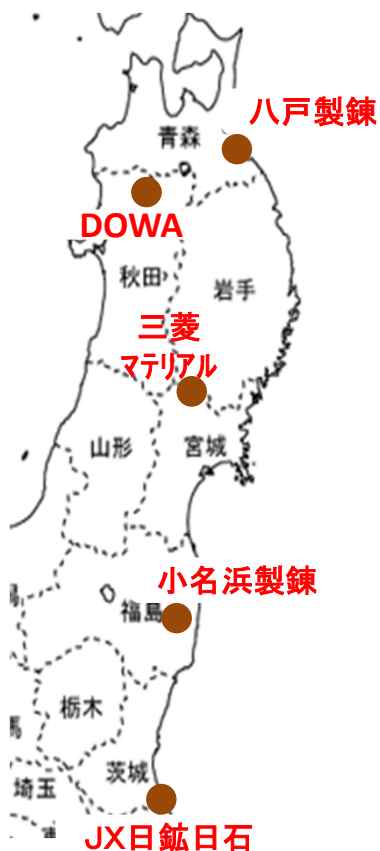 八戸製錬
青森
DOWA
秋田
岩手
三菱
マテリアル
山形
宮城
小名浜製錬
福島
栃木
茨城
埼玉
JX日鉱日石